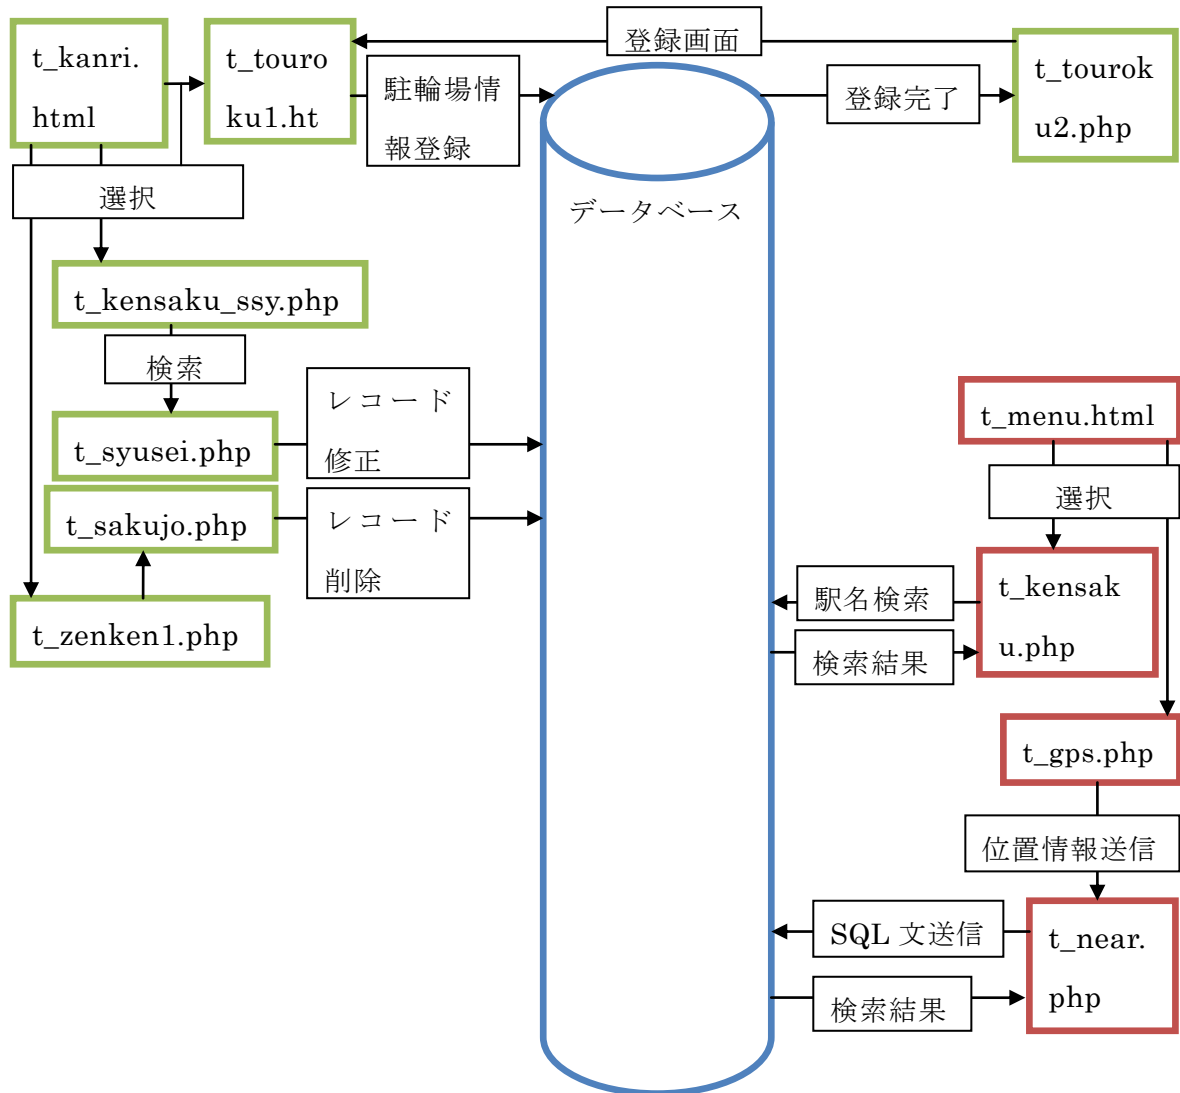 t_kanri.
html
t_touro
ku1.ht
駐輪場情
報登録
登録画面
登録完了
t_tourok
u2.php
選択
データベース
t_kensaku_ssy.php
検索
t_syusei.php
レコード
修正
t_sakujo.php
レコード
削除
t_zenken1.php
t_menu.html
選択
t_kensak
u.php
駅名検索
検索結果
t_gps.php
位置情報送信
t_near.
php
SQL 文送信
検索結果